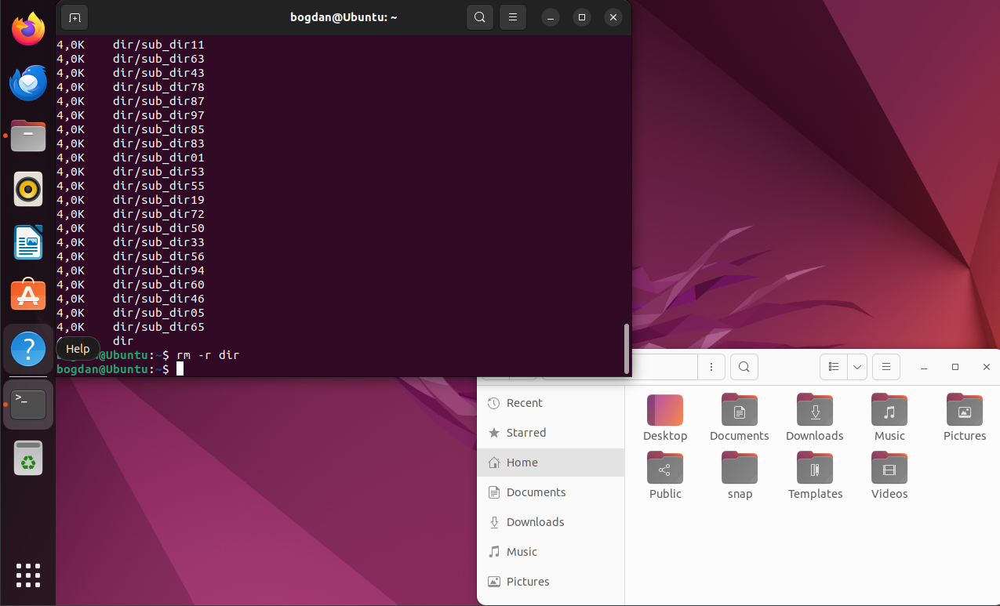 bogdan@Ubuntu: ~
4,0K    dir/sub_dir11
4,0K    dir/sub_dir63
4,0K    dir/sub_dir43
4,0K    dir/sub_dir78
4,0K    dir/sub_dir87
4,0K    dir/sub_dir97
4,0K    dir/sub_dir85
4,0K    dir/sub_dir83
4,0K    dir/sub_dir01
4,0K    dir/sub_dir53
4,0K    dir/sub_dir55
4,0K    dir/sub_dir19
4,0K    dir/sub_dir72
4,0K    dir/sub_dir50
4,0K    dir/sub_dir33
4,0K    dir/sub_dir56
4,0K    dir/sub_dir94
4,0K    dir/sub_dir60
4,0K    dir/sub_dir46
4,0K    dir/sub_dir05
4,0K    dir/sub_dir65
dir
Help
bogdan@Ubuntu:~$ rm -r dir
bogdan@Ubuntu:~$
Recent
Starred
Home
Documents
Downloads
Music
Pictures
Desktop Documents Downloads Music Pictures
Public snap Templates Videos